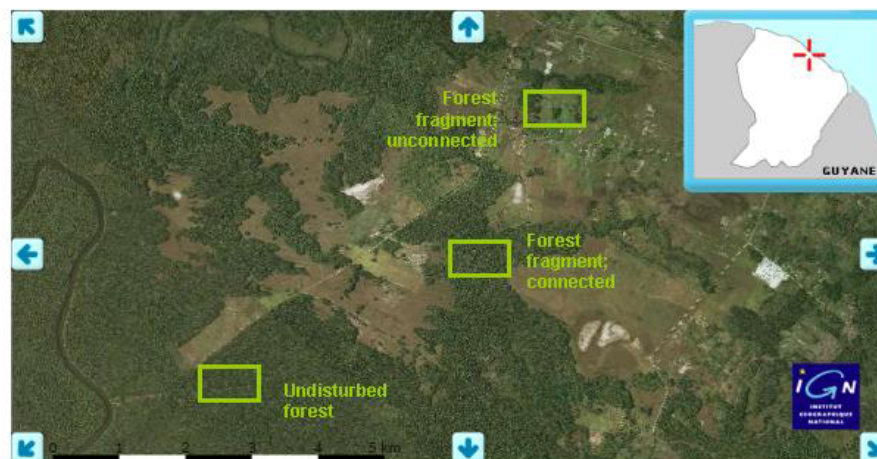 Forest
fragment;
unconnected
GUYANE
Forest
fragment;
connected
Undisturbed
forest
iGN
INSTITUT
GEOGRAPHIQUE
NATIONAL
0 1 2 3 4 5 km